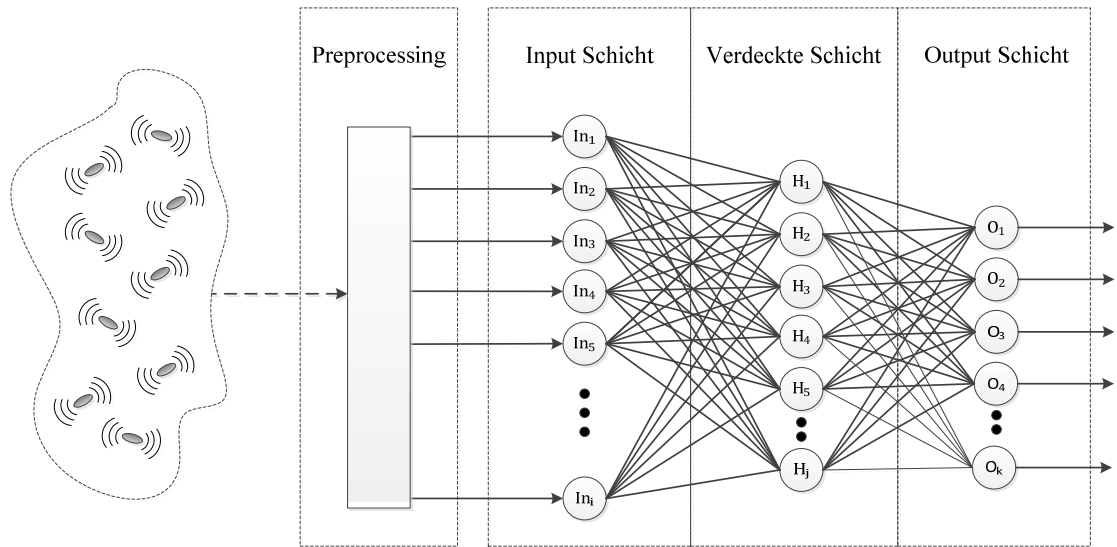 Preprocessing
Input Schicht
Verdeckte Schicht
Output Schicht
In₁
In₂
In₃
In₄
In₅
Inᵢ
H₁
H₂
H₃
H₄
H₅
Hⱼ
O₁
O₂
O₃
O₄
Oₖ